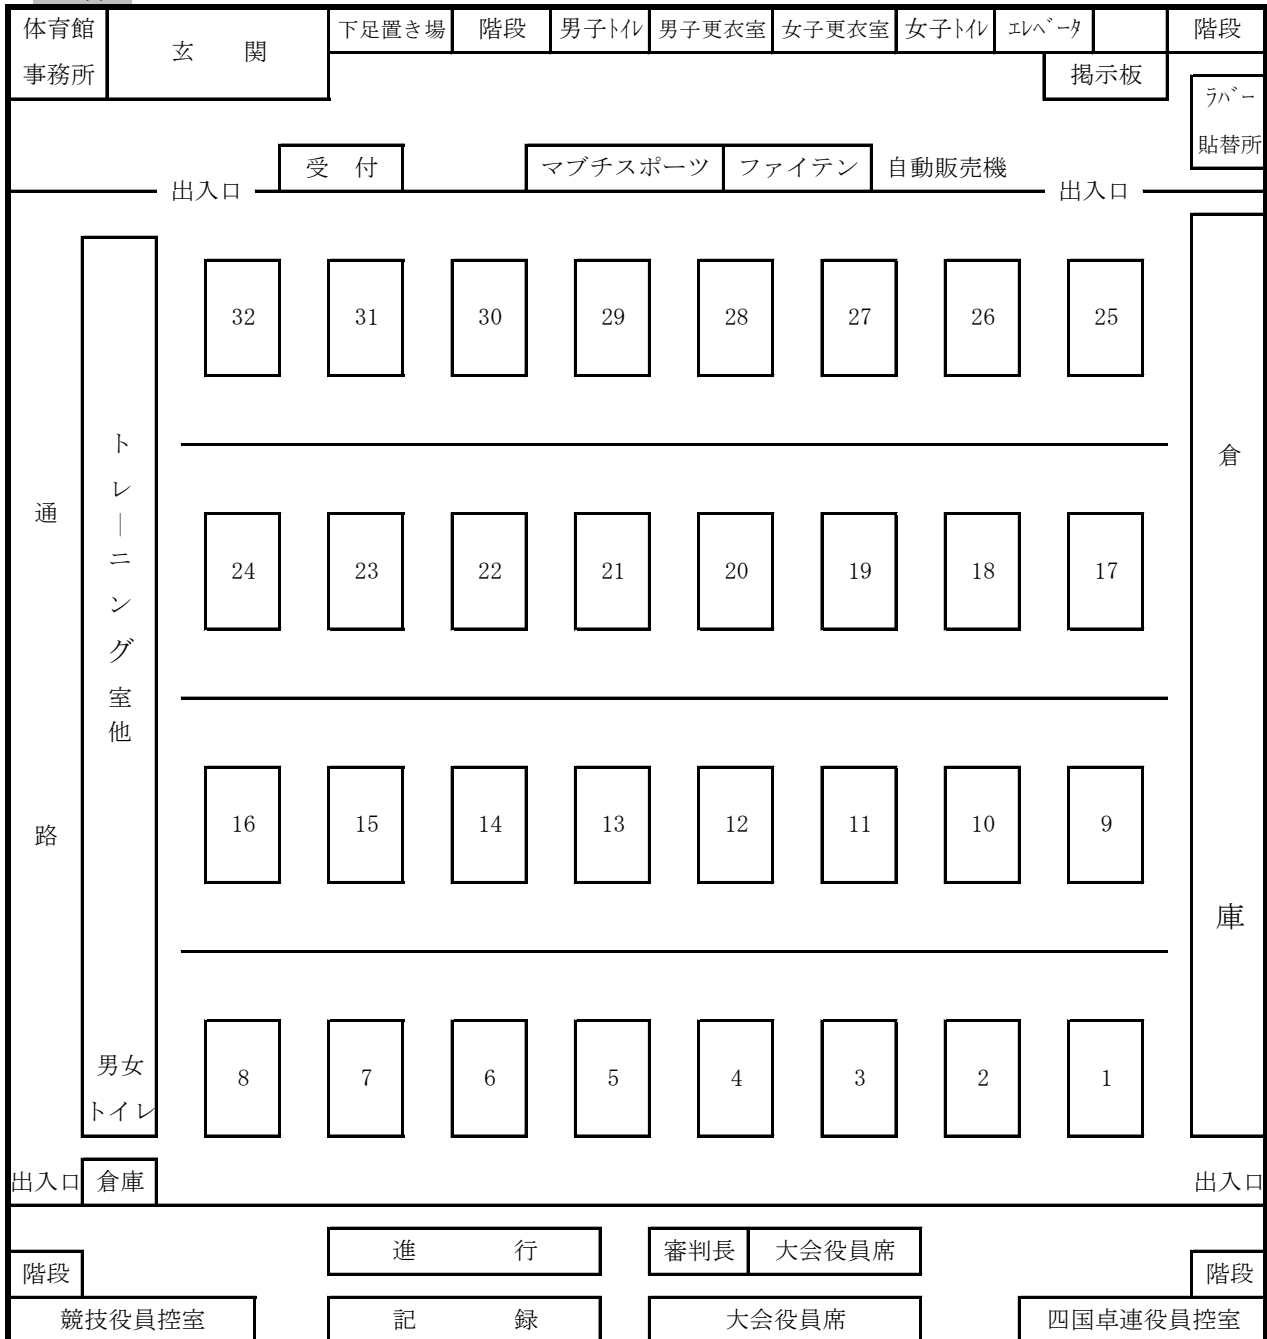 体育館
事務所
玄 関
下足置き場
階段
男子ﾄｲﾚ
男子更衣室
女子更衣室
女子ﾄｲﾚ
ｴﾚﾍﾞｰﾀ
階段
掲示板
ﾗﾊﾞｰ
貼替所
受 付
マブチスポーツ
ファイテン
自動販売機
出入口
出入口
32
31
30
29
28
27
26
25
24
23
22
21
20
19
18
17
16
15
14
13
12
11
10
9
8
7
6
5
4
3
2
1
通路
トレーニング室他
男女
トイレ
倉庫
出入口
倉庫
出入口
進 行
審判長
大会役員席
階段
階段
競技役員控室
記 録
大会役員席
四国卓連役員控室